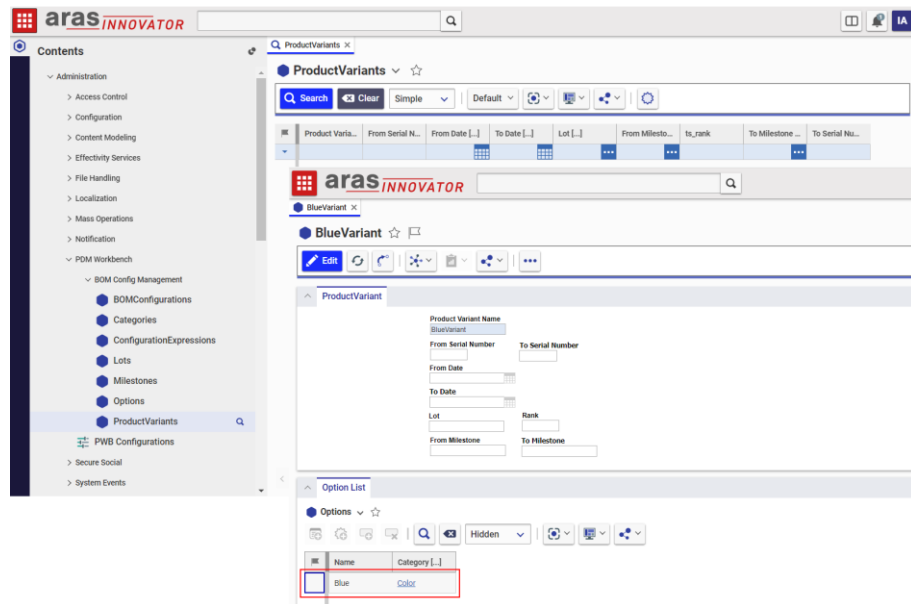 aras INNOVATOR
IA
Contents
ProductVariants ×
Administration
ProductVariants
Access Control
Search Clear Simple Default
Configuration
Content Modeling
Product Varia... From Serial N... From Date [...] To Date [...] Lot [...] From Milesto... ts_rank To Milestone ... To Serial Nu...
Effectivity Services
File Handling
aras INNOVATOR
Localization
BlueVariant ×
Mass Operations
BlueVariant
Notification
PDM Workbench
Edit
BOM Config Management
BOMConfigurations
ProductVariant
Categories
Product Variant Name
BlueVariant
ConfigurationExpressions
From Serial Number To Serial Number
Lots
From Date
Milestones
To Date
Options
Lot Rank
ProductVariants
PWB Configurations
From Milestone To Milestone
Secure Social
System Events
Option List
Options
Hidden
Name Category [...]
Blue Color